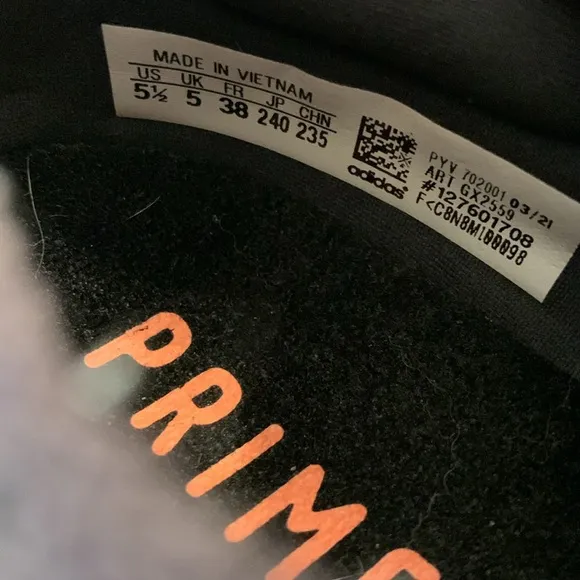 MADE IN VIETNAM
US UK FR JP CHN
5½ 5 38 240 235
adidas
PYV 702001 03/21
ART GX2559
#127601708
F<C8N8M100098
PRIME